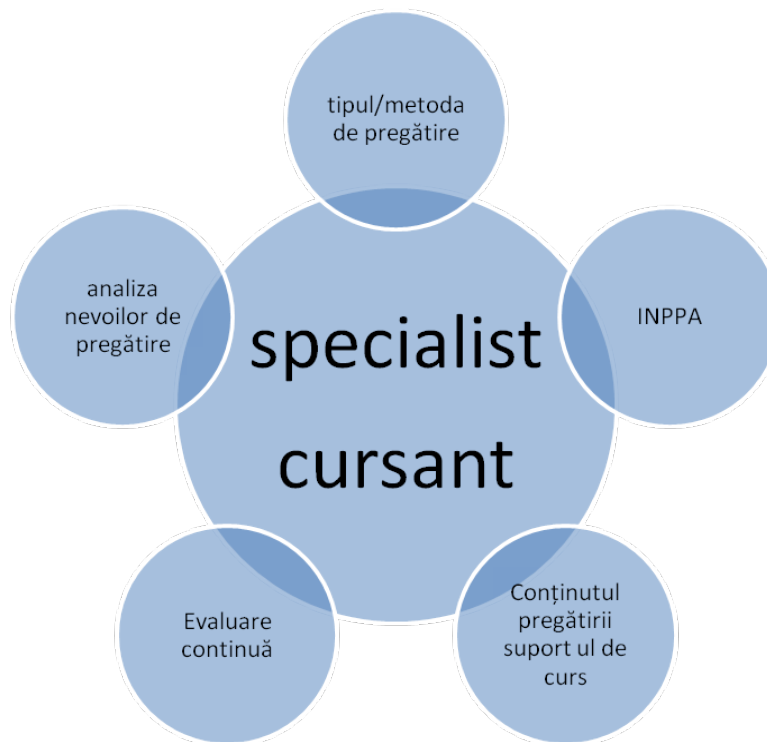 tipul/metoda
de pregătire
analiza
nevoilor de
pregătire
specialist
cursant
INPPA
Evaluare
continuă
Conținutul
pregătirii
suport ul de
curs